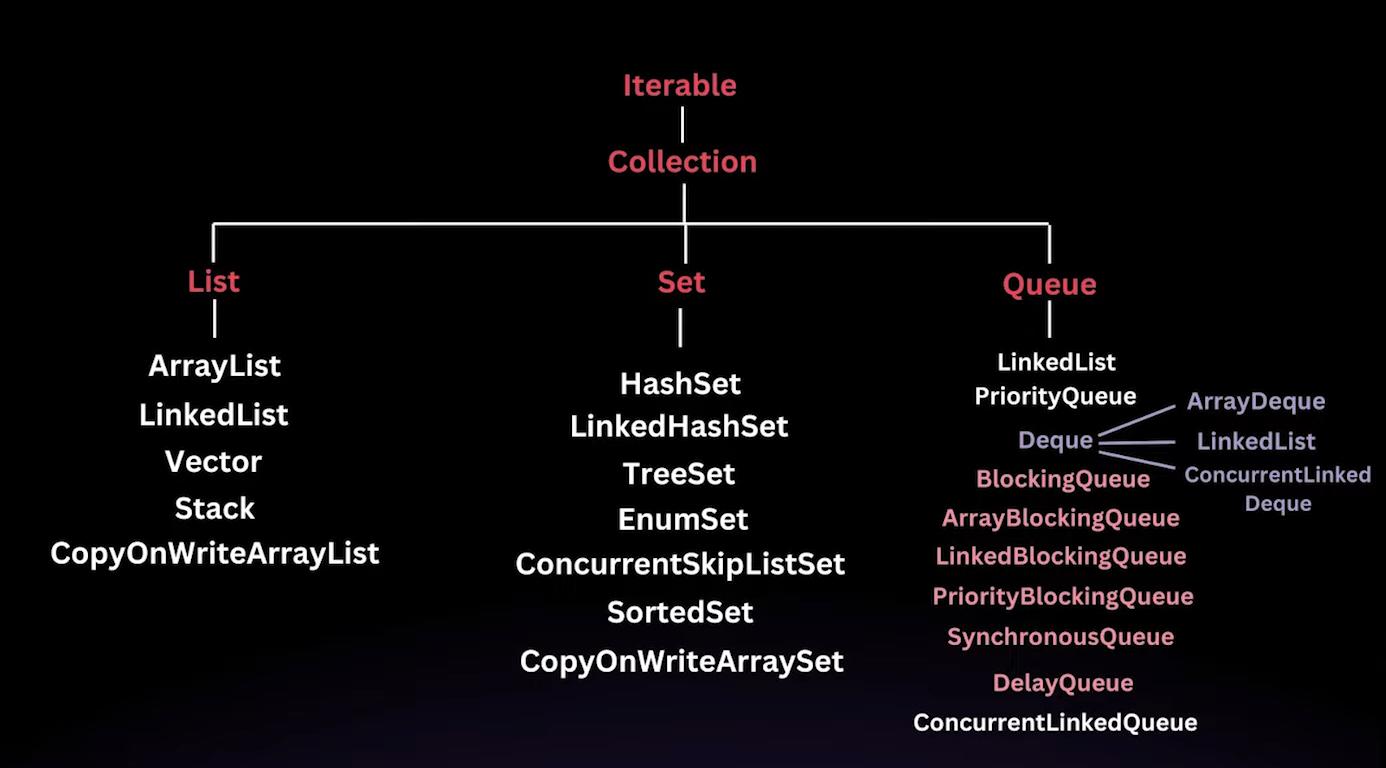 Iterable
Collection
List
Set
Queue
ArrayList
LinkedList
Vector
Stack
CopyOnWriteArrayList
HashSet
LinkedHashSet
TreeSet
EnumSet
ConcurrentSkipListSet
SortedSet
CopyOnWriteArraySet
LinkedList
PriorityQueue
Deque
ArrayDeque
LinkedList
ConcurrentLinked
Deque
BlockingQueue
ArrayBlockingQueue
LinkedBlockingQueue
PriorityBlockingQueue
SynchronousQueue
DelayQueue
ConcurrentLinkedQueue